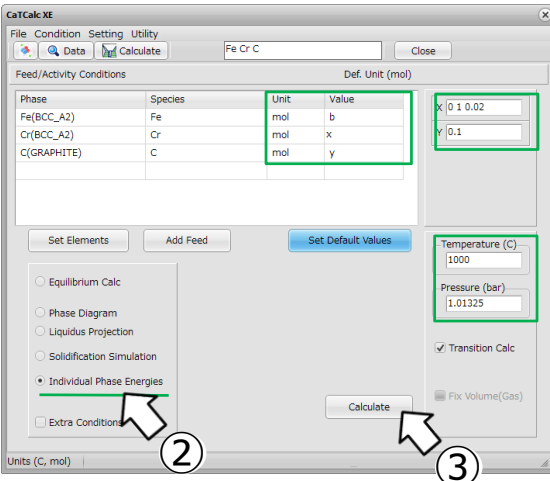 CaTCalc XE
File Condition Setting Utility
Data Calculate Fe Cr C Close
Feed/Activity Conditions Def. Unit (mol)
Phase Species Unit Value
Fe(BCC_A2) Fe mol b
Cr(BCC_A2) Cr mol x
C(GRAPHITE) C mol y
X 0 1 0.02
Y 0.1
Set Elements Add Feed Set Default Values
Temperature (C)
1000
Pressure (bar)
1.01325
Equilibrium Calc
Phase Diagram
Liquidus Projection
Solidification Simulation
Individual Phase Energies
Extra Conditions
Transition Calc
Fix Volume(Gas)
Calculate
2
3
Units (C, mol)